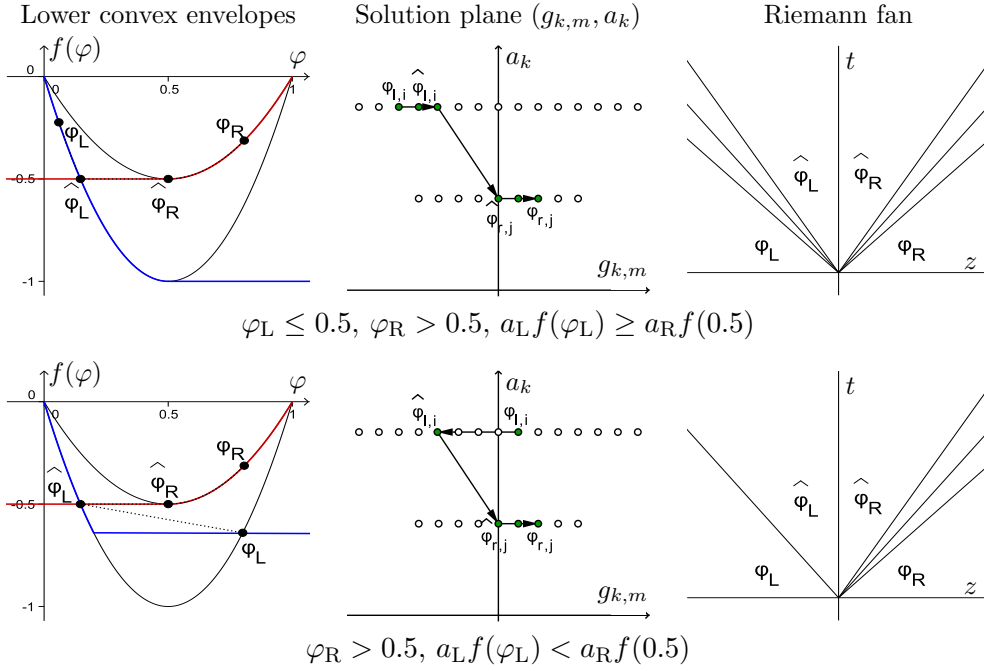 Lower convex envelopes
Solution plane (g_{k,m}, a_k)
Riemann fan
f(φ)
φ
0
0
0.5
1
φ_L
φ_R
-0.5
φ̂_L
φ̂_R
-1
a_k
φ_{l,i}
φ̂_{l,i}
φ̂_{r,j}
φ_{r,j}
g_{k,m}
t
φ̂_L
φ̂_R
φ_L
φ_R
z
φ_L ≤ 0.5, φ_R > 0.5, a_L f(φ_L) ≥ a_R f(0.5)
f(φ)
φ
0
0
0.5
1
φ_R
φ̂_L
φ̂_R
-0.5
φ_L
-1
a_k
φ̂_{l,i}
φ_{l,i}
φ̂_{r,j}
φ_{r,j}
g_{k,m}
t
φ̂_L
φ̂_R
φ_L
φ_R
z
φ_R > 0.5, a_L f(φ_L) < a_R f(0.5)